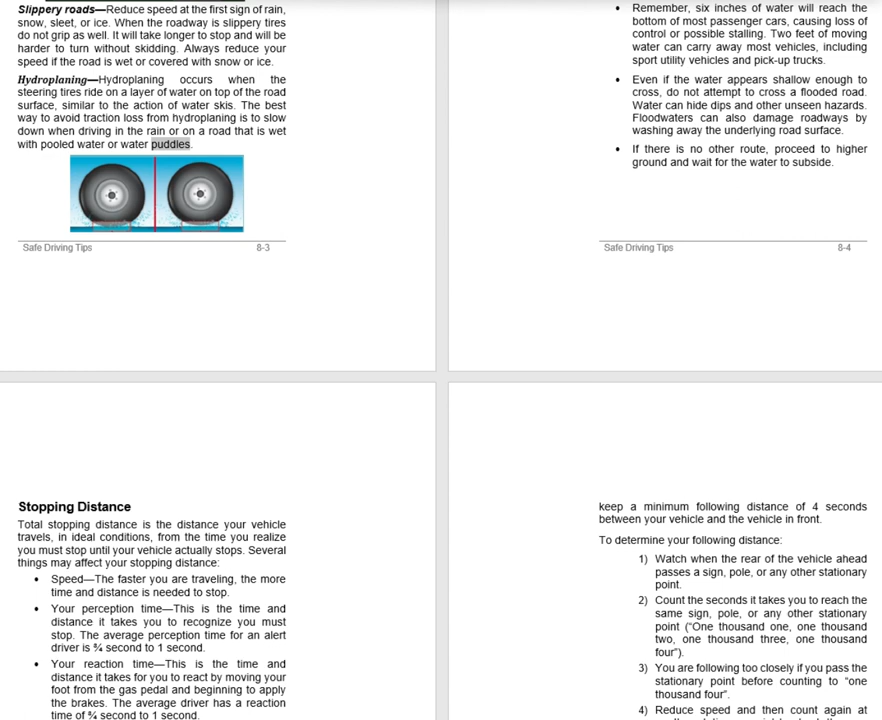 Slippery roads—Reduce speed at the first sign of rain,
snow, sleet, or ice. When the roadway is slippery tires
do not grip as well. It will take longer to stop and will be
harder to turn without skidding. Always reduce your
speed if the road is wet or covered with snow or ice.
Hydroplaning—Hydroplaning occurs when the
steering tires ride on a layer of water on top of the road
surface, similar to the action of water skis. The best
way to avoid traction loss from hydroplaning is to slow
down when driving in the rain or on a road that is wet
with pooled water or water puddles.
Safe Driving Tips 8-3
• Remember, six inches of water will reach the
bottom of most passenger cars, causing loss of
control or possible stalling. Two feet of moving
water can carry away most vehicles, including
sport utility vehicles and pick-up trucks.
• Even if the water appears shallow enough to
cross, do not attempt to cross a flooded road.
Water can hide dips and other unseen hazards.
Floodwaters can also damage roadways by
washing away the underlying road surface.
• If there is no other route, proceed to higher
ground and wait for the water to subside.
Safe Driving Tips 8-4
Stopping Distance
Total stopping distance is the distance your vehicle
travels, in ideal conditions, from the time you realize
you must stop until your vehicle actually stops. Several
things may affect your stopping distance:
• Speed—The faster you are traveling, the more
time and distance is needed to stop.
• Your perception time—This is the time and
distance it takes you to recognize you must
stop. The average perception time for an alert
driver is ¾ second to 1 second.
• Your reaction time—This is the time and
distance it takes for you to react by moving your
foot from the gas pedal and beginning to apply
the brakes. The average driver has a reaction
time of ¾ second to 1 second.
keep a minimum following distance of 4 seconds
between your vehicle and the vehicle in front.
To determine your following distance:
1) Watch when the rear of the vehicle ahead
passes a sign, pole, or any other stationary
point.
2) Count the seconds it takes you to reach the
same sign, pole, or any other stationary
point (“One thousand one, one thousand
two, one thousand three, one thousand
four”).
3) You are following too closely if you pass the
stationary point before counting to “one
thousand four”.
4) Reduce speed and then count again at